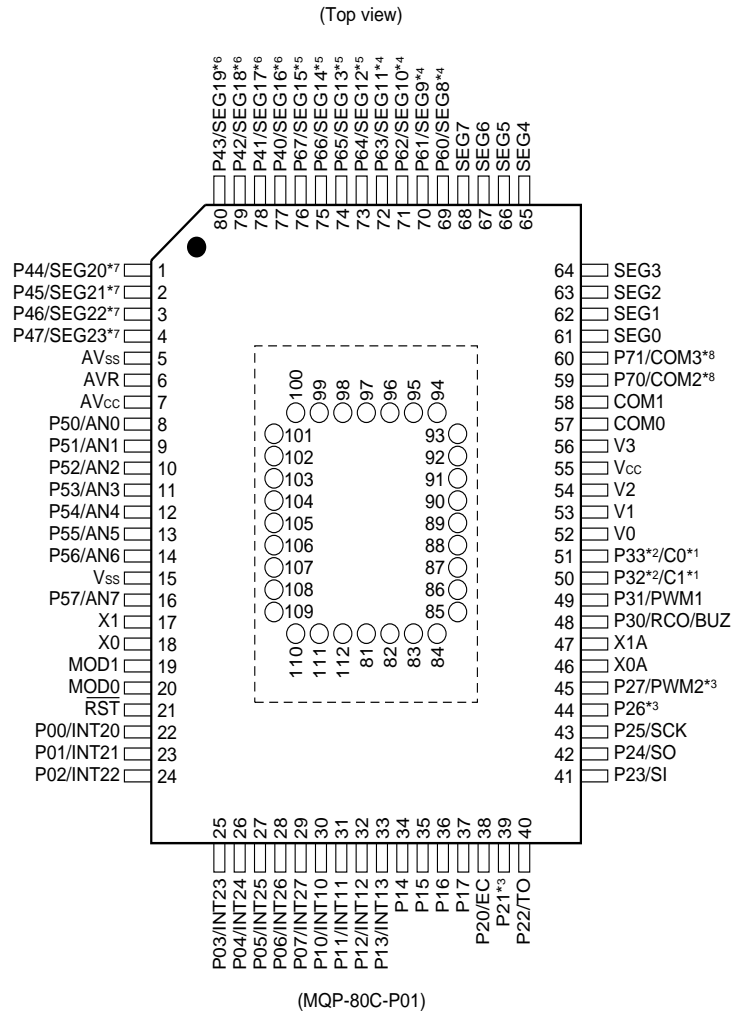 (Top view)
P43/SEG19*6
P42/SEG18*6
P41/SEG17*6
P40/SEG16*6
P67/SEG15*5
P66/SEG14*5
P65/SEG13*5
P64/SEG12*5
P63/SEG11*4
P62/SEG10*4
P61/SEG9*4
P60/SEG8*4
SEG7
SEG6
SEG5
SEG4
80 79 78 77 76 75 74 73 72 71 70 69 68 67 66 65
P44/SEG20*7 1
P45/SEG21*7 2
P46/SEG22*7 3
P47/SEG23*7 4
AVSS 5
AVR 6
AVCC 7
P50/AN0 8
P51/AN1 9
P52/AN2 10
P53/AN3 11
P54/AN4 12
P55/AN5 13
P56/AN6 14
VSS 15
P57/AN7 16
X1 17
X0 18
MOD1 19
MOD0 20
RST 21
P00/INT20 22
P01/INT21 23
P02/INT22 24
100 99 98 97 96 95 94
101 93
102 92
103 91
104 90
105 89
106 88
107 87
108 86
109 85
110 111 112 81 82 83 84
64 SEG3
63 SEG2
62 SEG1
61 SEG0
60 P71/COM3*8
59 P70/COM2*8
58 COM1
57 COM0
56 V3
55 VCC
54 V2
53 V1
52 V0
51 P33*2/C0*1
50 P32*2/C1*1
49 P31/PWM1
48 P30/RCO/BUZ
47 X1A
46 X0A
45 P27/PWM2*3
44 P26*3
43 P25/SCK
42 P24/SO
41 P23/SI
25 26 27 28 29 30 31 32 33 34 35 36 37 38 39 40
P03/INT23
P04/INT24
P05/INT25
P06/INT26
P07/INT27
P10/INT10
P11/INT11
P12/INT12
P13/INT13
P14
P15
P16
P17
P20/EC
P21*3
P22/TO
(MQP-80C-P01)